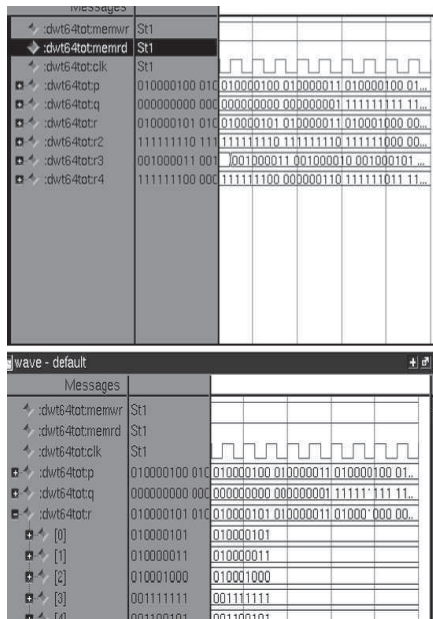 Messages
:dwt64tot:memwr St1
:dwt64tot:memrd St1
:dwt64tot:clk St1
:dwt64tot:p 010000100 010 010000100 010000011 010000100 01...
:dwt64tot:q 000000000 000 000000000 000000001 111111111 11...
:dwt64tot:r 010000101 010 010000101 010000011 010001000 00...
:dwt64tot:r2 111111110 111 111111110 111111110 111111000 00...
:dwt64tot:r3 001000011 001 001000011 001000010 001000101 ...
:dwt64tot:r4 111111100 000 111111100 000000110 111111011 11...
wave - default
Messages
:dwt64tot:memwr St1
:dwt64tot:memrd St1
:dwt64tot:clk St1
:dwt64tot:p 010000100 010 010000100 010000011 010000100 01..
:dwt64tot:q 000000000 000 000000000 000000001 111111111 11..
:dwt64tot:r 010000101 010 010000101 010000011 010001000 00..
[0] 010000101 010000101
[1] 010000011 010000011
[2] 010001000 010001000
[3] 001111111 001111111
[4] 001100101 001100101